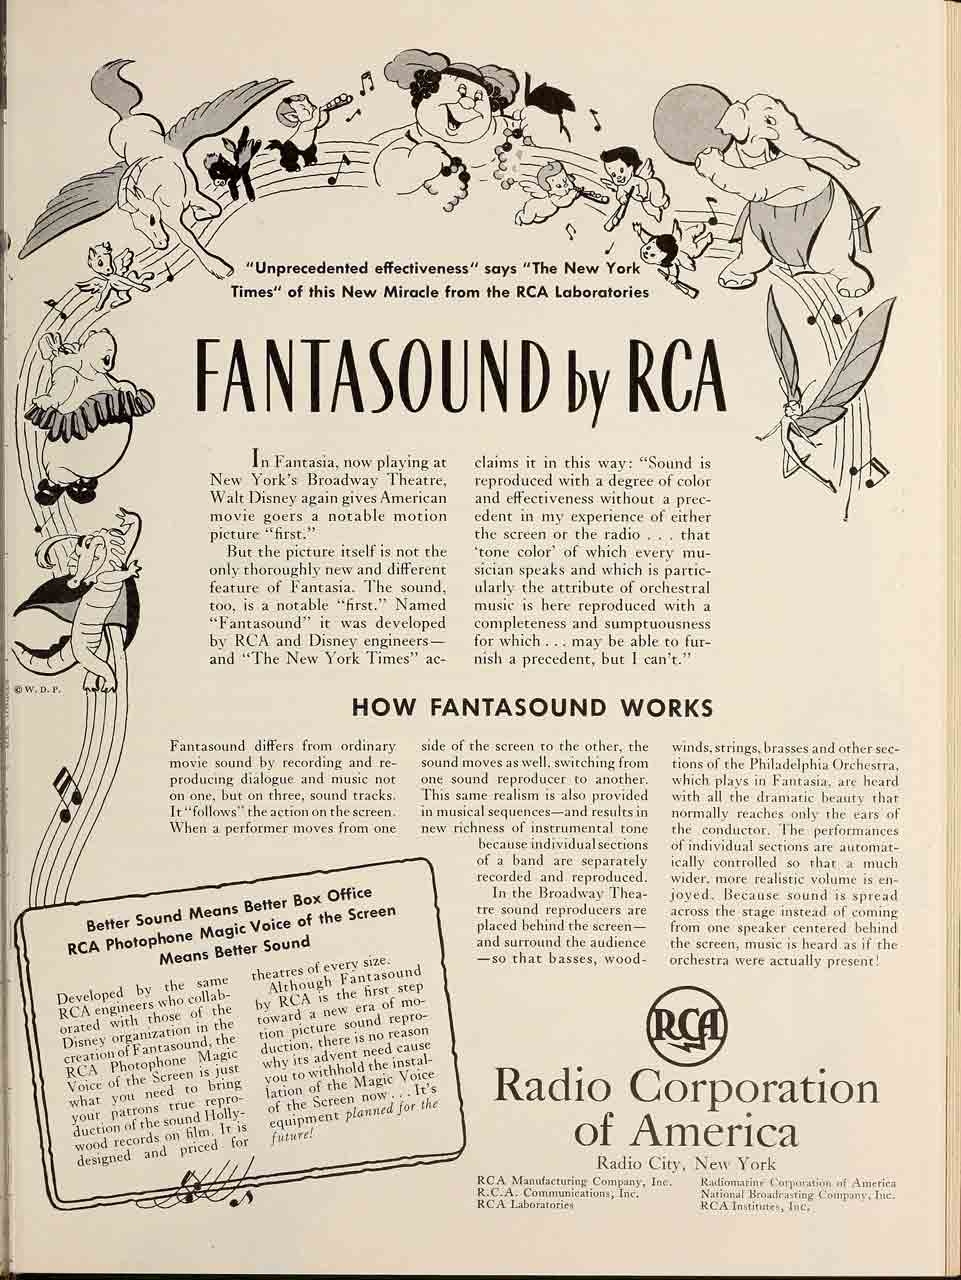 "Unprecedented effectiveness" says "The New York
Times" of this New Miracle from the RCA Laboratories
FANTASOUND by RCA
In Fantasia, now playing at
New York's Broadway Theatre,
Walt Disney again gives American
movie goers a notable motion
picture "first."
But the picture itself is not the
only thoroughly new and different
feature of Fantasia. The sound,
too, is a notable "first." Named
"Fantasound" it was developed
by RCA and Disney engineers—
and "The New York Times" ac-
claims it in this way: "Sound is
reproduced with a degree of color
and effectiveness without a prec-
edent in my experience of either
the screen or the radio . . . that
'tone color' of which every mu-
sician speaks and which is partic-
ularly the attribute of orchestral
music is here reproduced with a
completeness and sumptuousness
for which . . . may be able to fur-
nish a precedent, but I can't."
© W. D. P.
HOW FANTASOUND WORKS
Fantasound differs from ordinary
movie sound by recording and re-
producing dialogue and music not
on one, but on three, sound tracks.
It "follows" the action on the screen.
When a performer moves from one
side of the screen to the other, the
sound moves as well, switching from
one sound reproducer to another.
This same realism is also provided
in musical sequences—and results in
new richness of instrumental tone
because individual sections
of a band are separately
recorded and reproduced.
In the Broadway Thea-
tre sound reproducers are
placed behind the screen—
and surround the audience
—so that basses, wood-
winds, strings, brasses and other sec-
tions of the Philadelphia Orchestra,
which plays in Fantasia, are heard
with all the dramatic beauty that
normally reaches only the ears of
the conductor. The performances
of individual sections are automat-
ically controlled so that a much
wider, more realistic volume is en-
joyed. Because sound is spread
across the stage instead of coming
from one speaker centered behind
the screen, music is heard as if the
orchestra were actually present!
Better Sound Means Better Box Office
RCA Photophone Magic Voice of the Screen
Means Better Sound
Developed by the same
RCA engineers who collab-
orated with those of the
Disney organization in the
creation of Fantasound, the
RCA Photophone Magic
Voice of the Screen is just
what you need to bring
your patrons true repro-
duction of the sound Holly-
wood records on film. It is
designed and priced for
theatres of every size.
Although Fantasound
by RCA is the first step
toward a new era of mo-
tion picture sound repro-
duction, there is no reason
why its advent need cause
you to withhold the instal-
lation of the Magic Voice
of the Screen now . . . It's
equipment planned for the
future!
RCA
Radio Corporation
of America
Radio City, New York
RCA Manufacturing Company, Inc.
R.C.A. Communications, Inc.
RCA Laboratories
Radiomarine Corporation of America
National Broadcasting Company, Inc.
RCA Institutes, Inc.